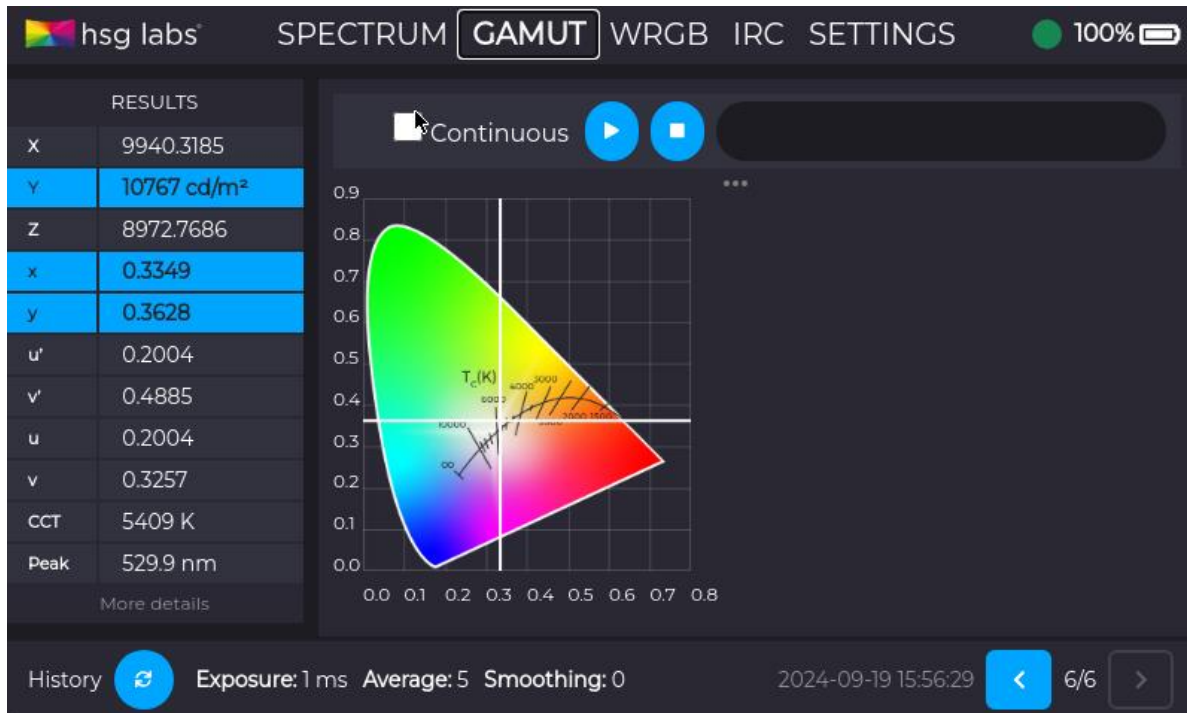 hsg labs® SPECTRUM GAMUT WRGB IRC SETTINGS 100%
RESULTS
X 9940.3185
Y 10767 cd/m²
Z 8972.7686
x 0.3349
y 0.3628
u' 0.2004
v' 0.4885
u 0.2004
v 0.3257
CCT 5409 K
Peak 529.9 nm
More details
Continuous
0.9
0.8
0.7
0.6
0.5
0.4
0.3
0.2
0.1
0.0
Tc(K)
∞ 10000 6000 4000 3000 2000 1500
0.0 0.1 0.2 0.3 0.4 0.5 0.6 0.7 0.8
History Exposure: 1 ms Average: 5 Smoothing: 0 2024-09-19 15:56:29 6/6